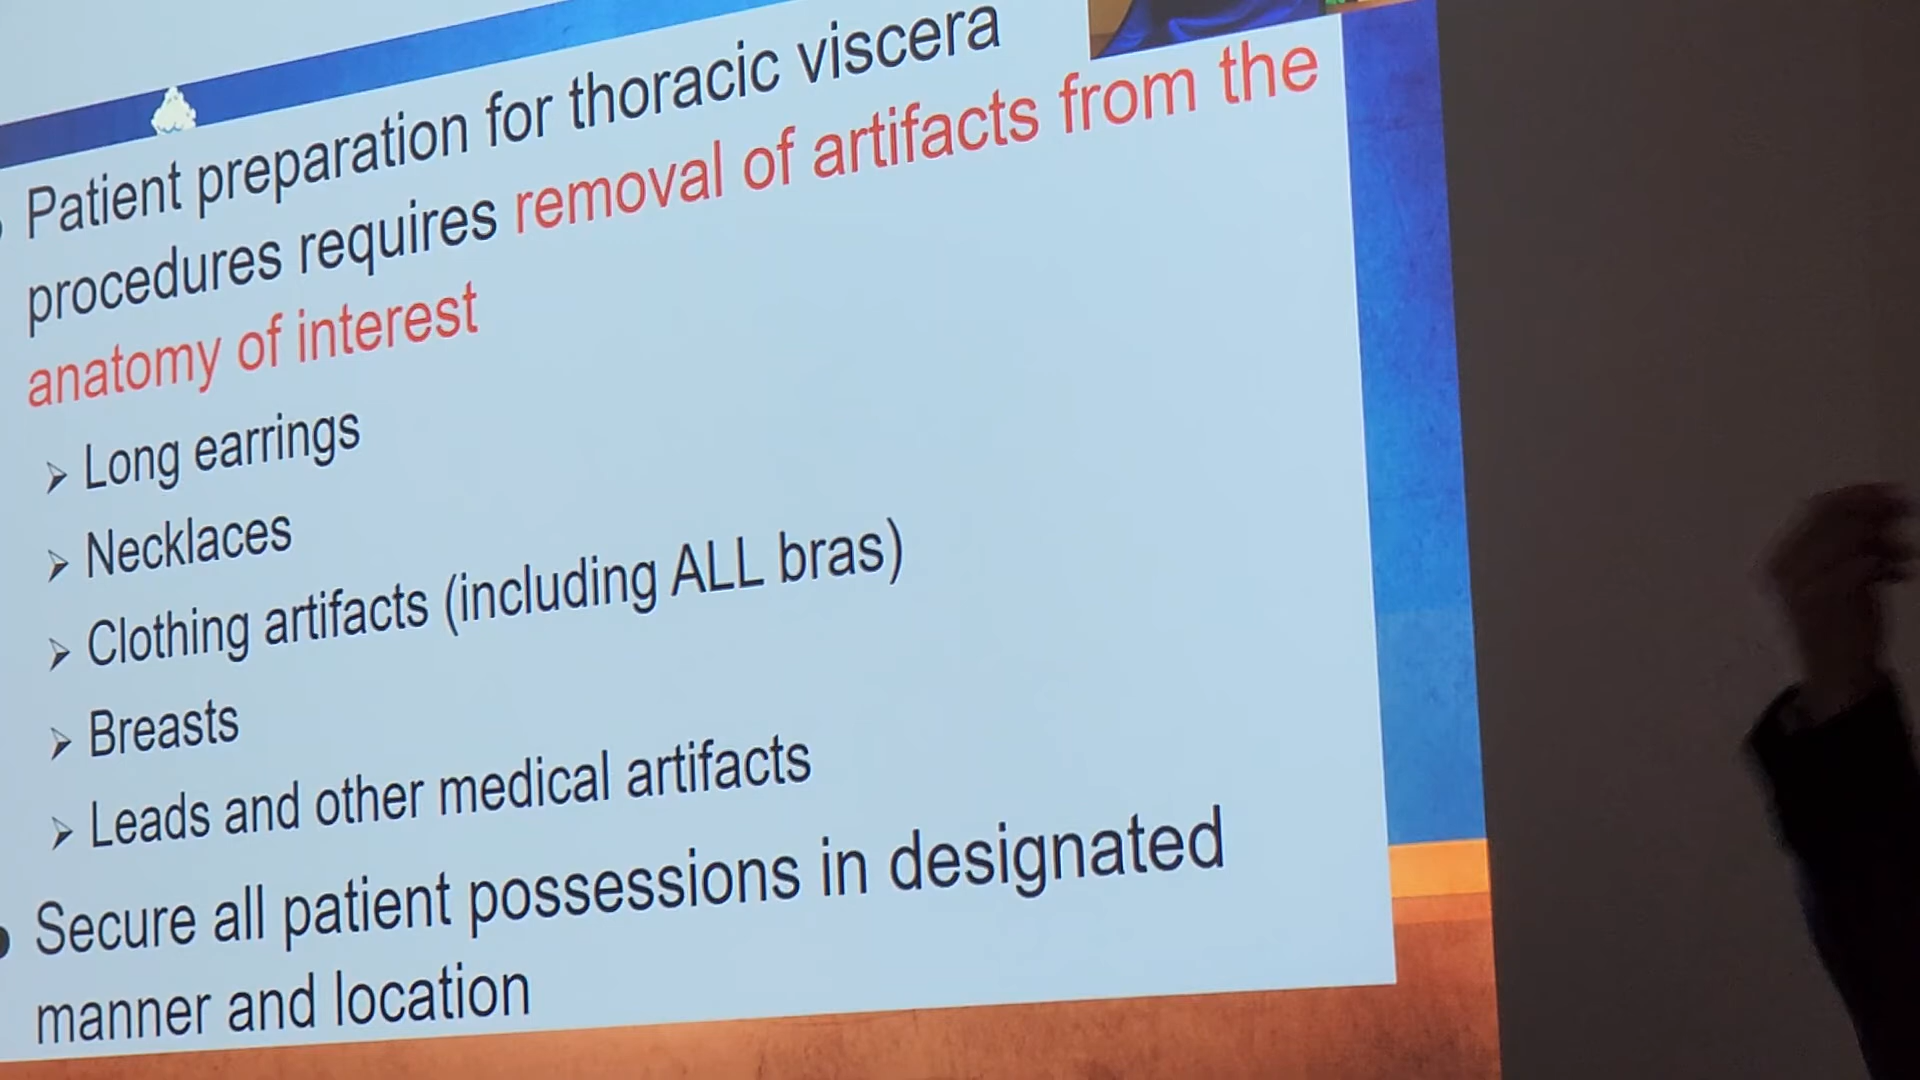 Patient preparation for thoracic viscera
procedures requires removal of artifacts from the
anatomy of interest
Long earrings
Necklaces
Clothing artifacts (including ALL bras)
Breasts
Leads and other medical artifacts
Secure all patient possessions in designated
manner and location